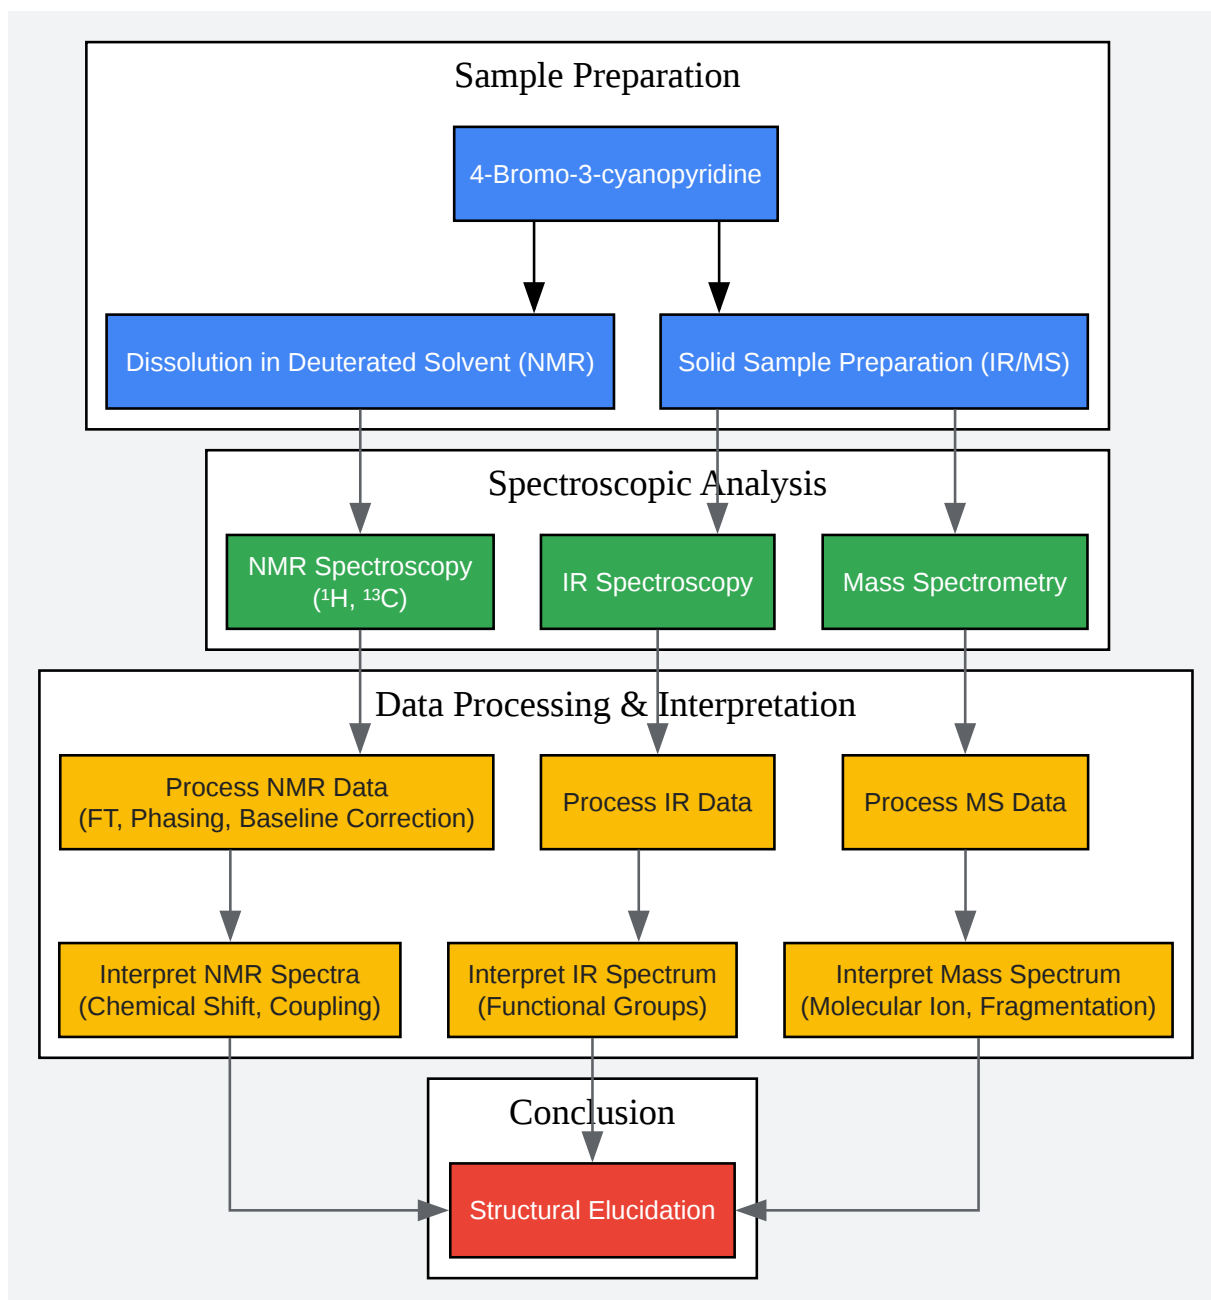 Sample Preparation
4-Bromo-3-cyanopyridine
Dissolution in Deuterated Solvent (NMR)
Solid Sample Preparation (IR/MS)
Spectroscopic Analysis
NMR Spectroscopy
(¹H, ¹³C)
IR Spectroscopy
Mass Spectrometry
Data Processing & Interpretation
Process NMR Data
(FT, Phasing, Baseline Correction)
Process IR Data
Process MS Data
Interpret NMR Spectra
(Chemical Shift, Coupling)
Interpret IR Spectrum
(Functional Groups)
Interpret Mass Spectrum
(Molecular Ion, Fragmentation)
Conclusion
Structural Elucidation